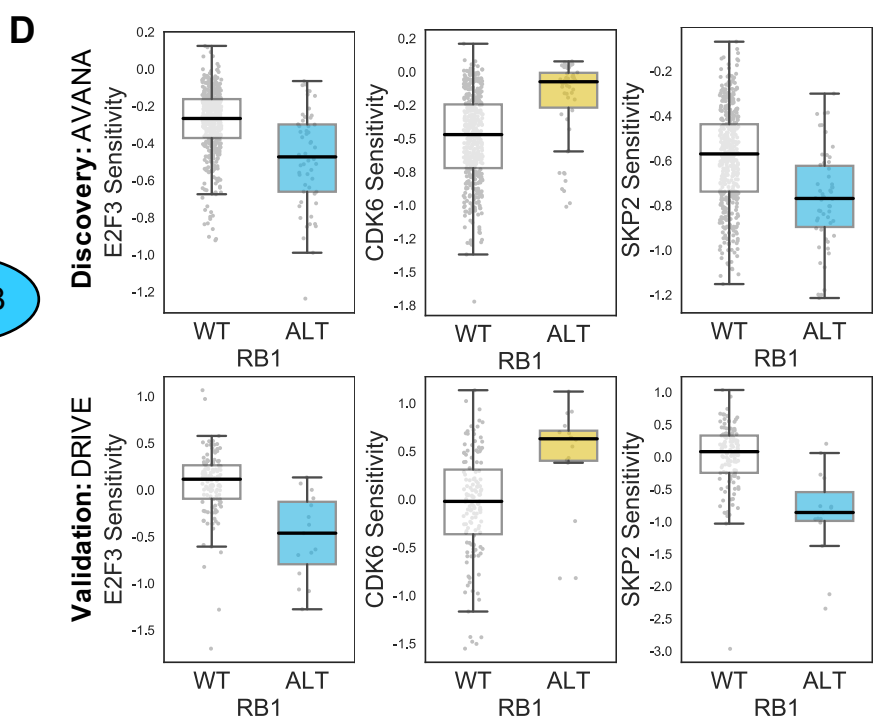 D
Discovery: AVANA
E2F3 Sensitivity
0.2
0.0
-0.2
-0.4
-0.6
-0.8
-1.0
-1.2
WT ALT
RB1
CDK6 Sensitivity
0.2
0.0
-0.2
-0.5
-0.8
-1.0
-1.2
-1.5
-1.8
WT ALT
RB1
SKP2 Sensitivity
-0.2
-0.4
-0.6
-0.8
-1.0
-1.2
WT ALT
RB1
Validation: DRIVE
E2F3 Sensitivity
1.0
0.5
0.0
-0.5
-1.0
-1.5
WT ALT
RB1
CDK6 Sensitivity
1.0
0.5
0.0
-0.5
-1.0
-1.5
WT ALT
RB1
SKP2 Sensitivity
1.0
0.5
0.0
-0.5
-1.0
-1.5
-2.0
-2.5
-3.0
WT ALT
RB1